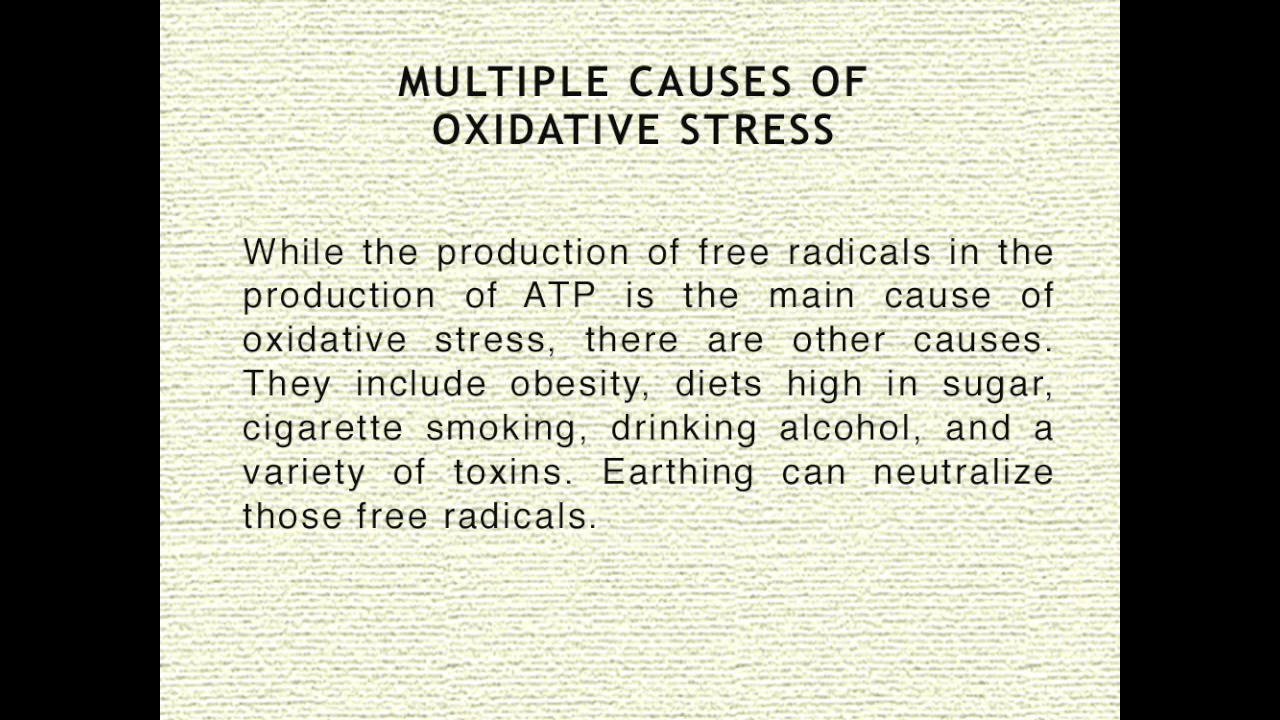 MULTIPLE CAUSES OF
OXIDATIVE STRESS
While the production of free radicals in the
production of ATP is the main cause of
oxidative stress, there are other causes.
They include obesity, diets high in sugar,
cigarette smoking, drinking alcohol, and a
variety of toxins. Earthing can neutralize
those free radicals.